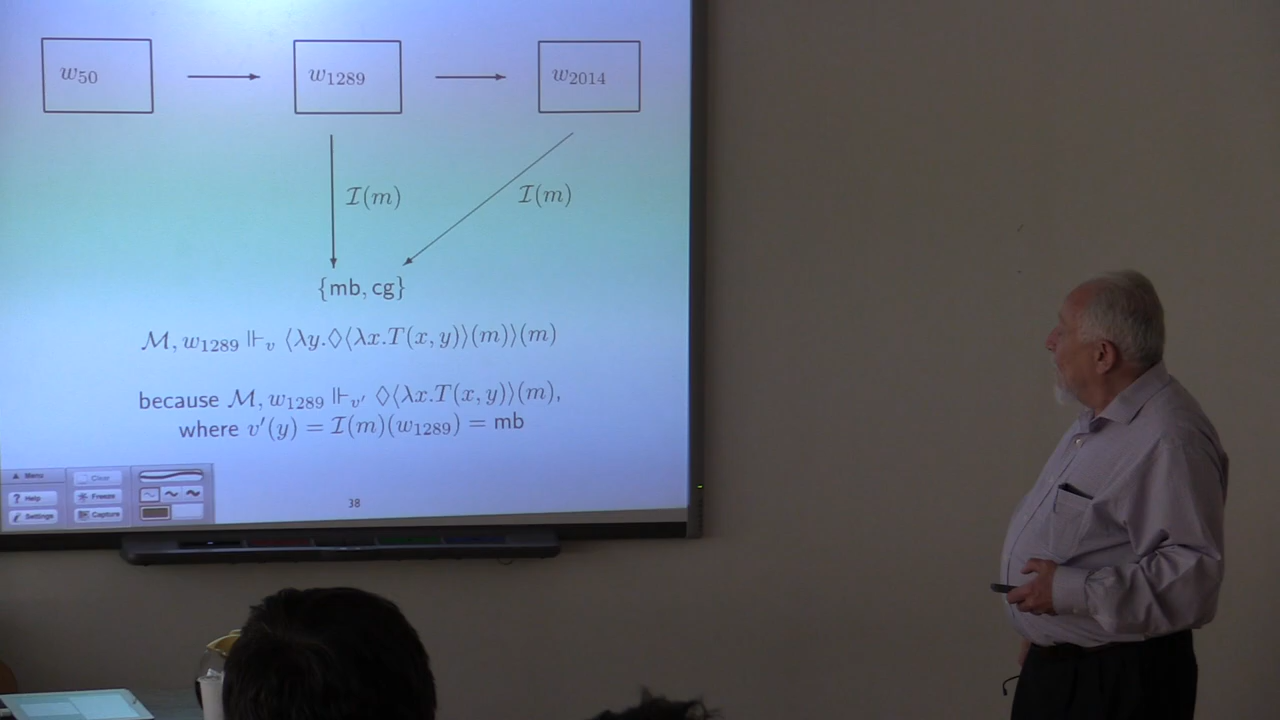 w₅₀ w₁₂₈₉ w₂₀₁₄
ℐ(m) ℐ(m)
{mb, cg}
ℳ, w₁₂₈₉ ⊩ᵥ ⟨λy.◊⟨λx.T(x, y)⟩(m)⟩(m)
because ℳ, w₁₂₈₉ ⊩ᵥ′ ◊⟨λx.T(x, y)⟩(m),
where v′(y) = ℐ(m)(w₁₂₈₉) = mb
Menu Clear
? Help Freeze
Settings Capture
38